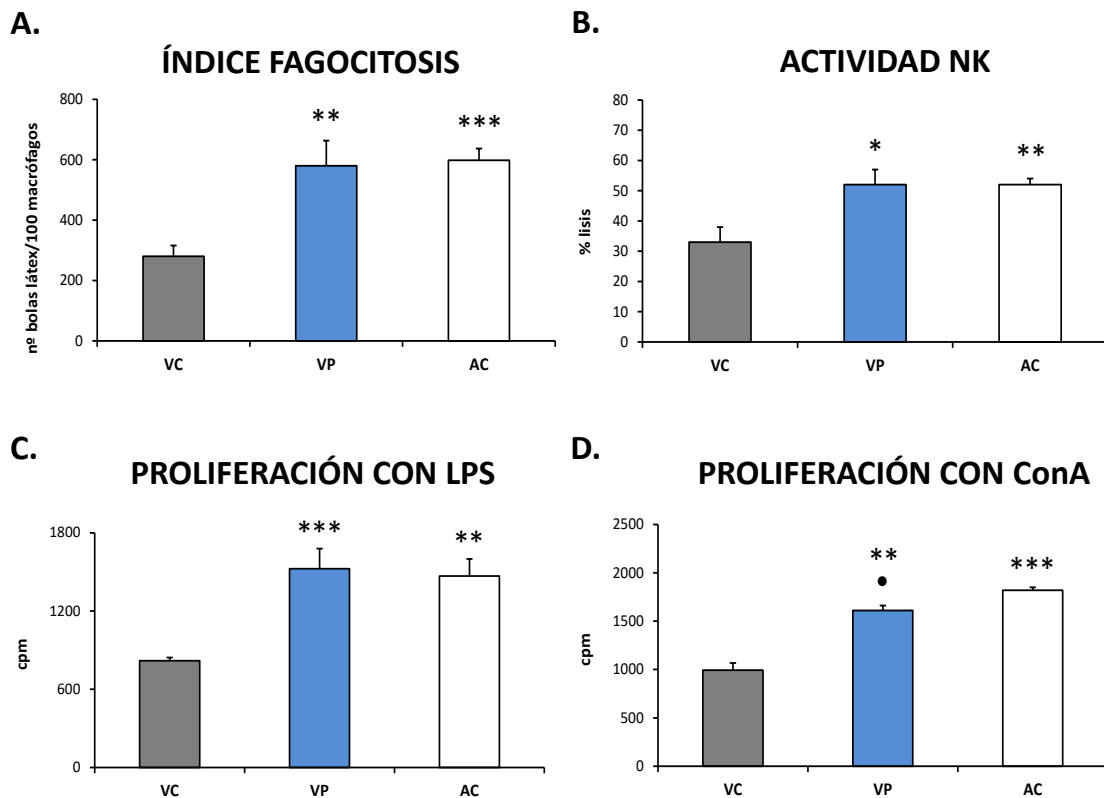 A.
ÍNDICE FAGOCITOSIS
nº bolas látex/100 macrófagos
800
600
400
200
0
**
***
VC VP AC
B.
ACTIVIDAD NK
% lisis
80
70
60
50
40
30
20
10
0
*
**
VC VP AC
C.
PROLIFERACIÓN CON LPS
cpm
1800
1200
600
0
***
**
VC VP AC
D.
PROLIFERACIÓN CON ConA
cpm
2500
2000
1500
1000
500
0
**
•
***
VC VP AC